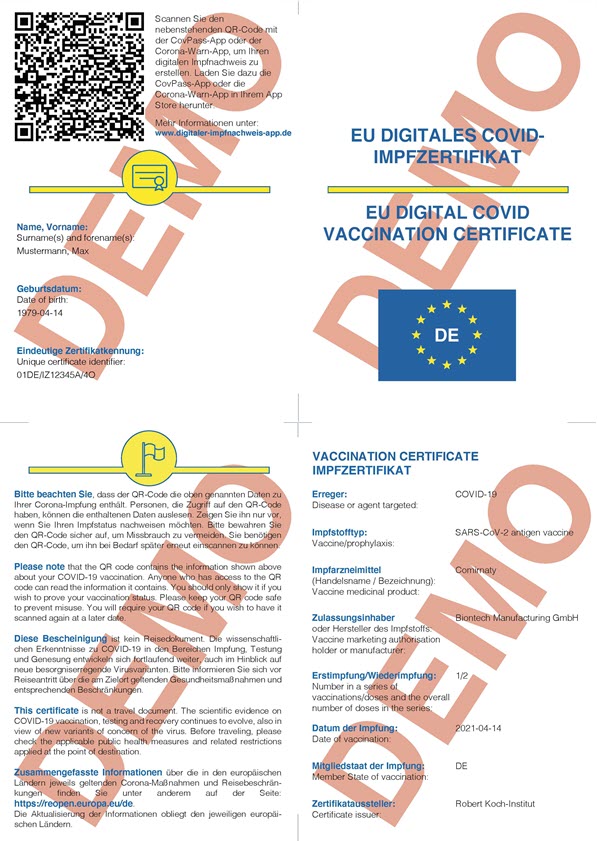 Scannen Sie den
nebenstehenden QR-Code mit
der CovPass-App oder der
Corona-Warn-App, um Ihren
digitalen Impfnachweis zu
erstellen. Laden Sie dazu die
CovPass-App oder die
Corona-Warn-App in Ihrem App
Store herunter.
Mehr Informationen unter:
www.digitaler-impfnachweis-app.de
Name, Vorname:
Surname(s) and forename(s):
Mustermann, Max
Geburtsdatum:
Date of birth:
1979-04-14
Eindeutige Zertifikatkennung:
Unique certificate identifier:
01DE/IZ12345A/4O
DEMO
EU DIGITALES COVID-
IMPFZERTIFIKAT
EU DIGITAL COVID
VACCINATION CERTIFICATE
DE
DEMO
Bitte beachten Sie, dass der QR-Code die oben genannten Daten zu
Ihrer Corona-Impfung enthält. Personen, die Zugriff auf den QR-Code
haben, können die enthaltenen Daten auslesen. Zeigen Sie ihn nur vor,
wenn Sie Ihren Impfstatus nachweisen möchten. Bitte bewahren Sie
den QR-Code sicher auf, um Missbrauch zu vermeiden. Sie benötigen
den QR-Code, um ihn bei Bedarf später erneut einscannen zu können.
Please note that the QR code contains the information shown above
about your COVID-19 vaccination. Anyone who has access to the QR
code can read the information it contains. You should only show it if you
wish to prove your vaccination status. Please keep your QR code safe
to prevent misuse. You will require your QR code if you wish to have it
scanned again at a later date.
Diese Bescheinigung ist kein Reisedokument. Die wissenschaftli-
chen Erkenntnisse zu COVID-19 in den Bereichen Impfung, Testung
und Genesung entwickeln sich fortlaufend weiter, auch im Hinblick auf
neue besorgniserregende Virusvarianten. Bitte informieren Sie sich vor
Reiseantritt über die am Zielort geltenden Gesundheitsmaßnahmen und
entsprechenden Beschränkungen.
This certificate is not a travel document. The scientific evidence on
COVID-19 vaccination, testing and recovery continues to evolve, also in
view of new variants of concern of the virus. Before traveling, please
check the applicable public health measures and related restrictions
applied at the point of destination.
Zusammengefasste Informationen über die in den europäischen
Ländern jeweils geltenden Corona-Maßnahmen und Reisebeschrän-
kungen finden Sie unter anderem auf der Seite:
https://reopen.europa.eu/de.
Die Aktualisierung der Informationen obliegt den jeweiligen europäi-
schen Ländern.
DEMO
VACCINATION CERTIFICATE
IMPFZERTIFIKAT
Erreger: COVID-19
Disease or agent targeted:
Impfstofftyp: SARS-CoV-2 antigen vaccine
Vaccine/prophylaxis:
Impfarzneimittel Comirnaty
(Handelsname / Bezeichnung):
Vaccine medicinal product:
Zulassungsinhaber Biontech Manufacturing GmbH
oder Hersteller des Impfstoffs:
Vaccine marketing authorisation
holder or manufacturer:
Erstimpfung/Wiederimpfung: 1/2
Number in a series of
vaccinations/doses and the overall
number of doses in the series:
Datum der Impfung: 2021-04-14
Date of vaccination:
Mitgliedstaat der Impfung: DE
Member State of vaccination:
Zertifikataussteller: Robert Koch-Institut
Certificate issuer:
DEMO